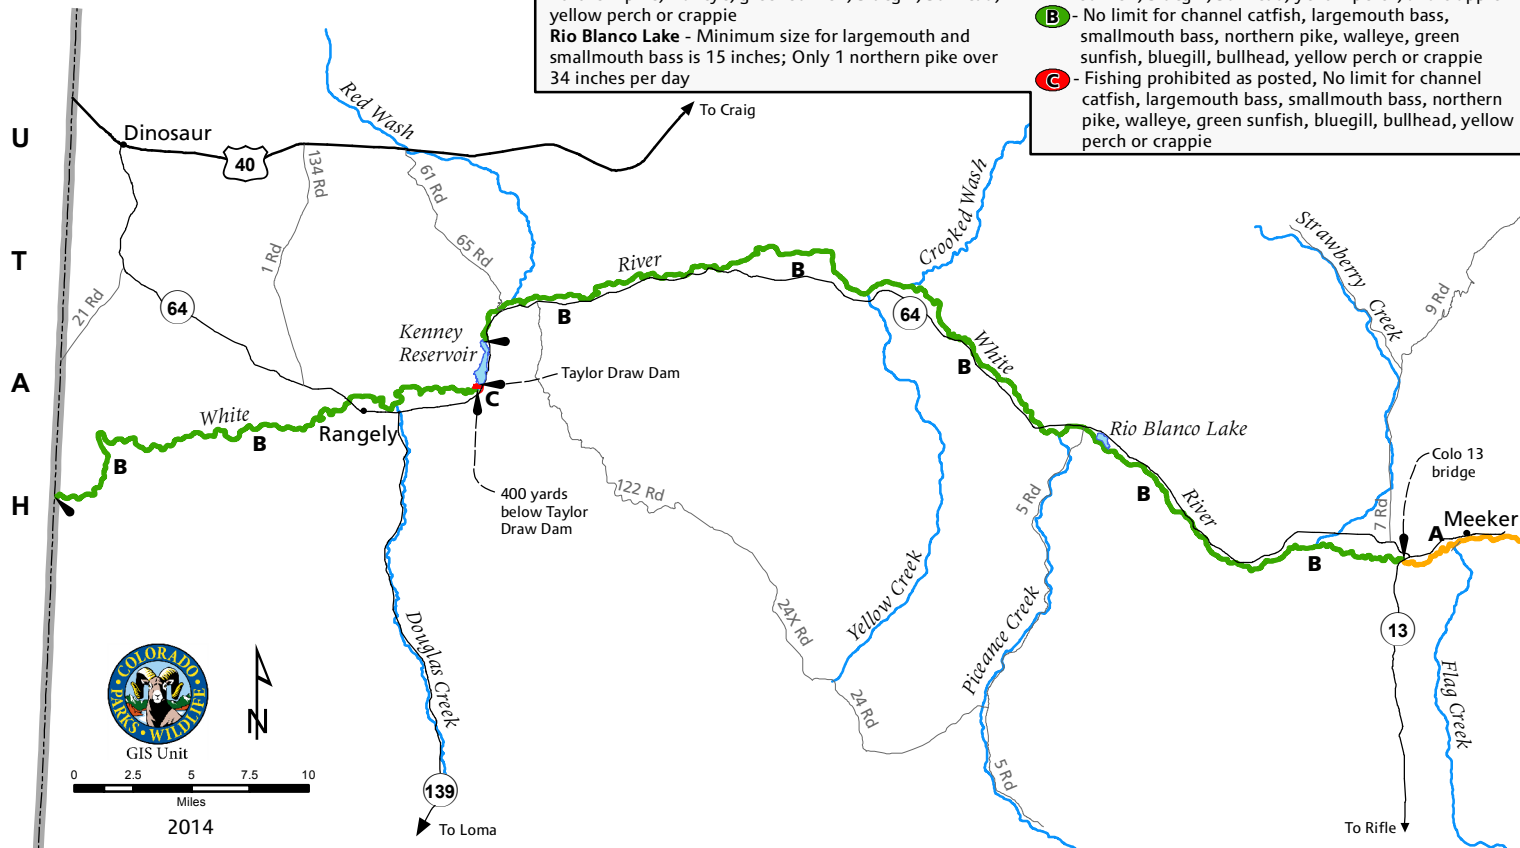 yellow perch or crappie
Rio Blanco Lake - Minimum size for largemouth and
smallmouth bass is 15 inches; Only 1 northern pike over
34 inches per day
B - No limit for channel catfish, largemouth bass,
smallmouth bass, northern pike, walleye, green
sunfish, bluegill, bullhead, yellow perch or crappie
C - Fishing prohibited as posted, No limit for channel
catfish, largemouth bass, smallmouth bass, northern
pike, walleye, green sunfish, bluegill, bullhead, yellow
perch or crappie
U
T
A
H
Dinosaur
40
Red Wash
To Craig
134 Rd
61 Rd
1 Rd
65 Rd
21 Rd
64
River
B
B
Crooked Wash
64
Strawberry
Creek
9 Rd
Kenney
Reservoir
Taylor Draw Dam
C
White
B
White
B
B
Rangely
Rio Blanco Lake
400 yards
below Taylor
Draw Dam
122 Rd
5 Rd
B
River
Colo 13
bridge
7 Rd
A
Meeker
B
Yellow Creek
24X Rd
Piceance Creek
13
Douglas Creek
24 Rd
Flag Creek
5 Rd
COLORADO
PARKS • WILDLIFE
GIS Unit
N
0 2.5 5 7.5 10
Miles
2014
139
To Loma
To Rifle